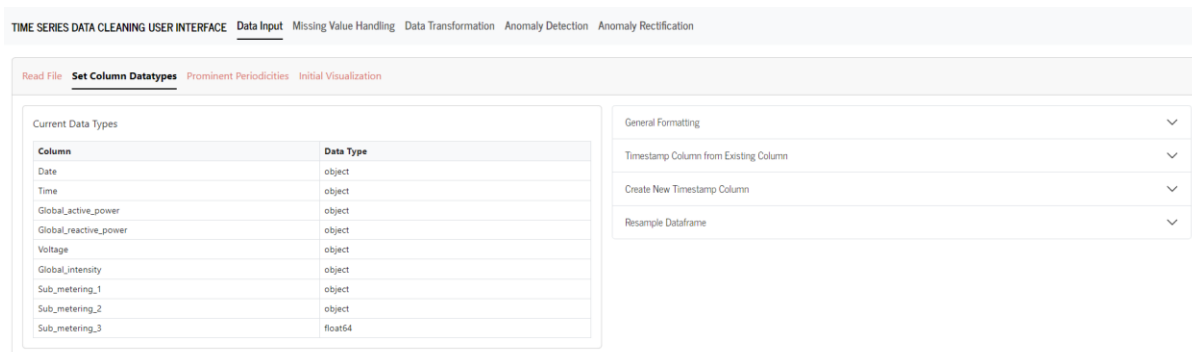 TIME SERIES DATA CLEANING USER INTERFACE Data Input Missing Value Handling Data Transformation Anomaly Detection Anomaly Rectification
Read File Set Column Datatypes Prominent Periodicities Initial Visualization
Current Data Types
Column Data Type
Date object
Time object
Global_active_power object
Global_reactive_power object
Voltage object
Global_intensity object
Sub_metering_1 object
Sub_metering_2 object
Sub_metering_3 float64
General Formatting
Timestamp Column from Existing Column
Create New Timestamp Column
Resample Dataframe